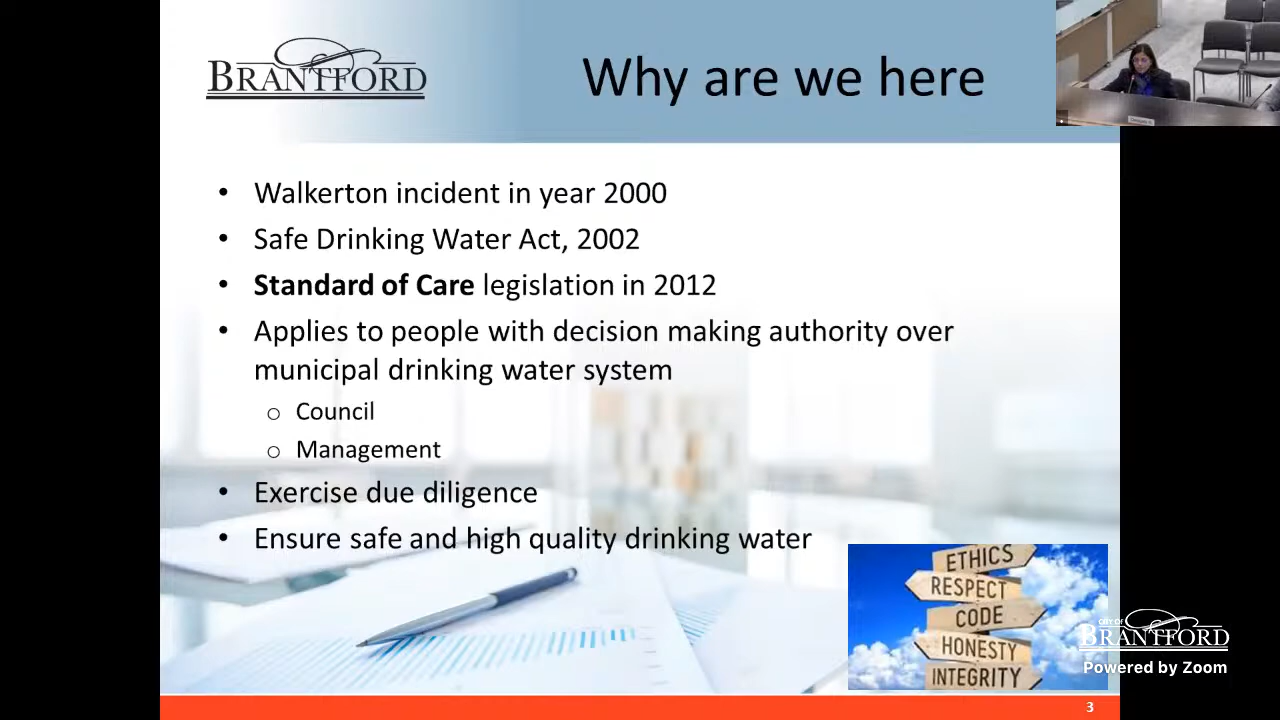 BRANTFORD
Why are we here
• Walkerton incident in year 2000
• Safe Drinking Water Act, 2002
• Standard of Care legislation in 2012
• Applies to people with decision making authority over
municipal drinking water system
o Council
o Management
• Exercise due diligence
• Ensure safe and high quality drinking water
ETHICS
RESPECT
CODE
HONESTY
INTEGRITY
CITY OF
BRANTFORD
Powered by Zoom
3